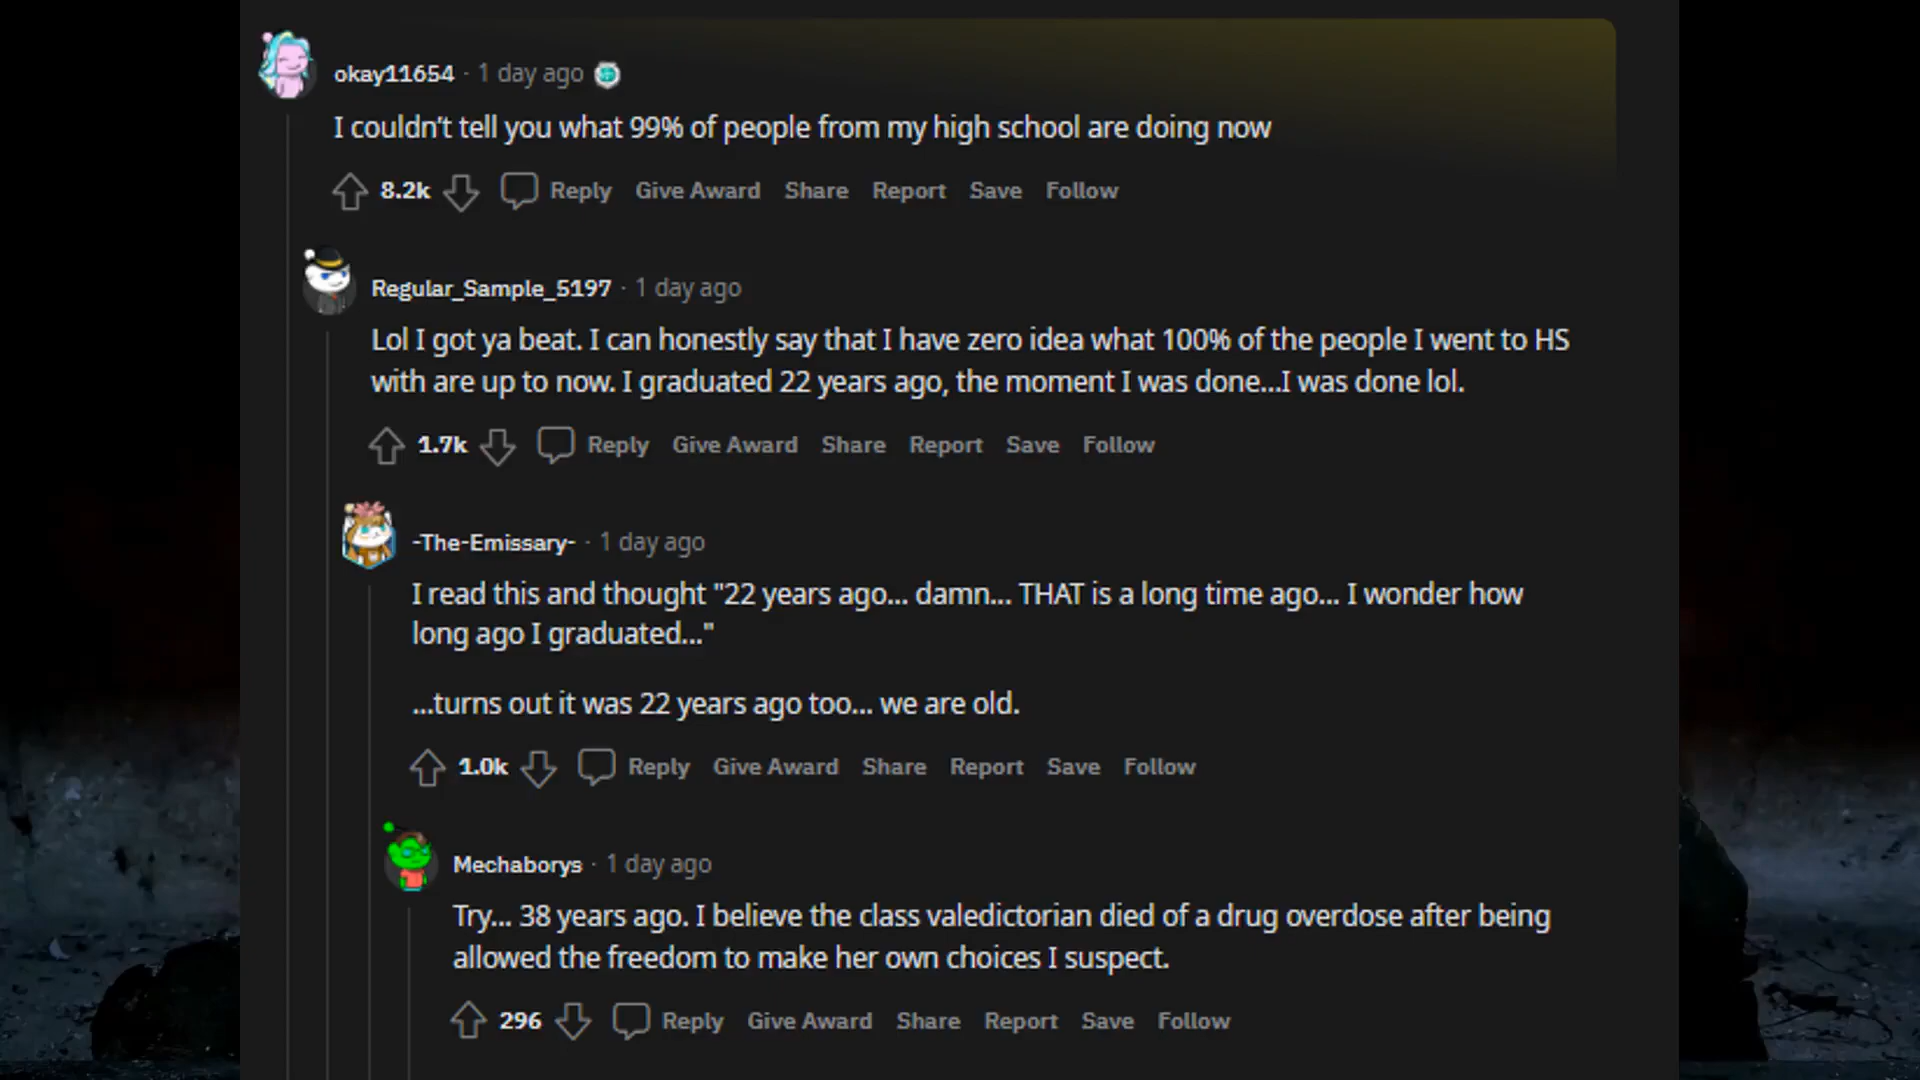 okay11654 · 1 day ago
I couldn't tell you what 99% of people from my high school are doing now
8.2k Reply Give Award Share Report Save Follow
Regular_Sample_5197 · 1 day ago
Lol I got ya beat. I can honestly say that I have zero idea what 100% of the people I went to HS
with are up to now. I graduated 22 years ago, the moment I was done...I was done lol.
1.7k Reply Give Award Share Report Save Follow
-The-Emissary- · 1 day ago
I read this and thought "22 years ago... damn... THAT is a long time ago... I wonder how
long ago I graduated..."
...turns out it was 22 years ago too... we are old.
1.0k Reply Give Award Share Report Save Follow
Mechaborys · 1 day ago
Try... 38 years ago. I believe the class valedictorian died of a drug overdose after being
allowed the freedom to make her own choices I suspect.
296 Reply Give Award Share Report Save Follow